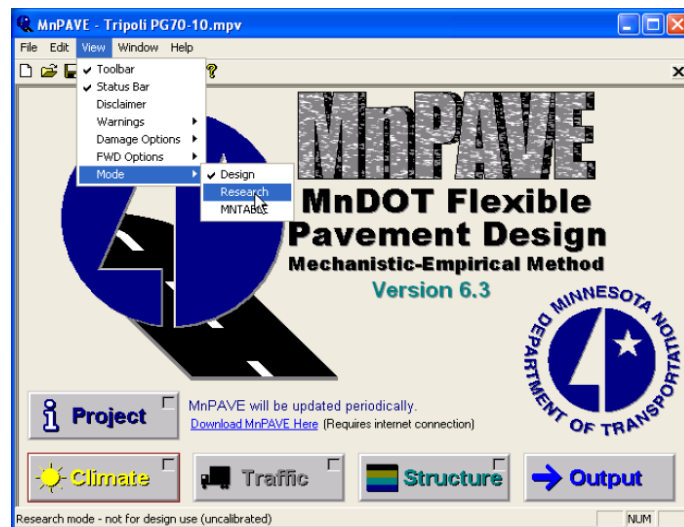 MnPAVE - Tripoli PG70-10.mpv
File Edit View Window Help
Toolbar
Status Bar
Disclaimer
Warnings
Damage Options
FWD Options
Mode
Design
Research
MNTABLE
MnPAVE
MnDOT Flexible
Pavement Design
Mechanistic-Empirical Method
Version 6.3
MINNESOTA
DEPARTMENT OF TRANSPORTATION
Project
MnPAVE will be updated periodically.
Download MnPAVE Here (Requires internet connection)
Climate
Traffic
Structure
Output
Research mode - not for design use (uncalibrated)
NUM